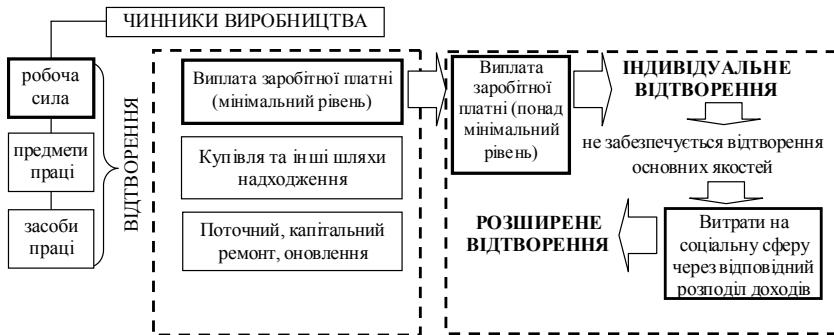 ЧИННИКИ ВИРОБНИЦТВА
робоча
сила
предмети
праці
засоби
праці
ВІДТВОРЕННЯ
Виплата заробітної платні
(мінімальний рівень)
Купівля та інші шляхи
надходження
Поточний, капітальний
ремонт, оновлення
Виплата
заробітної
платні (понад
мінімальний
рівень)
ІНДИВІДУАЛЬНЕ
ВІДТВОРЕННЯ
не забезпечується відтворення
основних якостей
РОЗШИРЕНЕ
ВІДТВОРЕННЯ
Витрати на
соціальну сферу
через відповідний
розподіл доходів